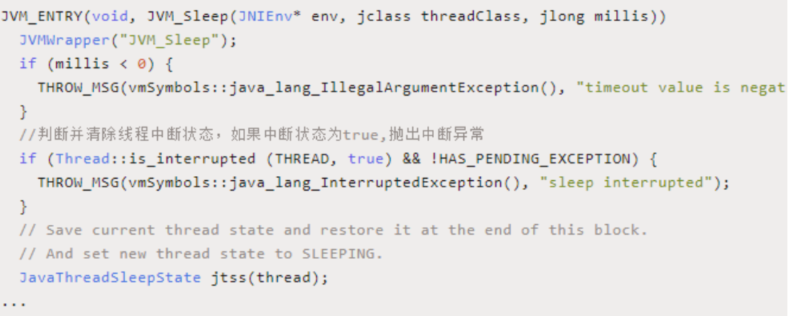 JVM_ENTRY(void, JVM_Sleep(JNIEnv* env, jclass threadClass, jlong millis))
  JVMWrapper("JVM_Sleep");
  if (millis < 0) {
    THROW_MSG(vmSymbols::java_lang_IllegalArgumentException(), "timeout value is negat
  }
  //判断并清除线程中断状态，如果中断状态为true,抛出中断异常
  if (Thread::is_interrupted (THREAD, true) && !HAS_PENDING_EXCEPTION) {
    THROW_MSG(vmSymbols::java_lang_InterruptedException(), "sleep interrupted");
  }
  // Save current thread state and restore it at the end of this block.
  // And set new thread state to SLEEPING.
  JavaThreadSleepState jtss(thread);
...